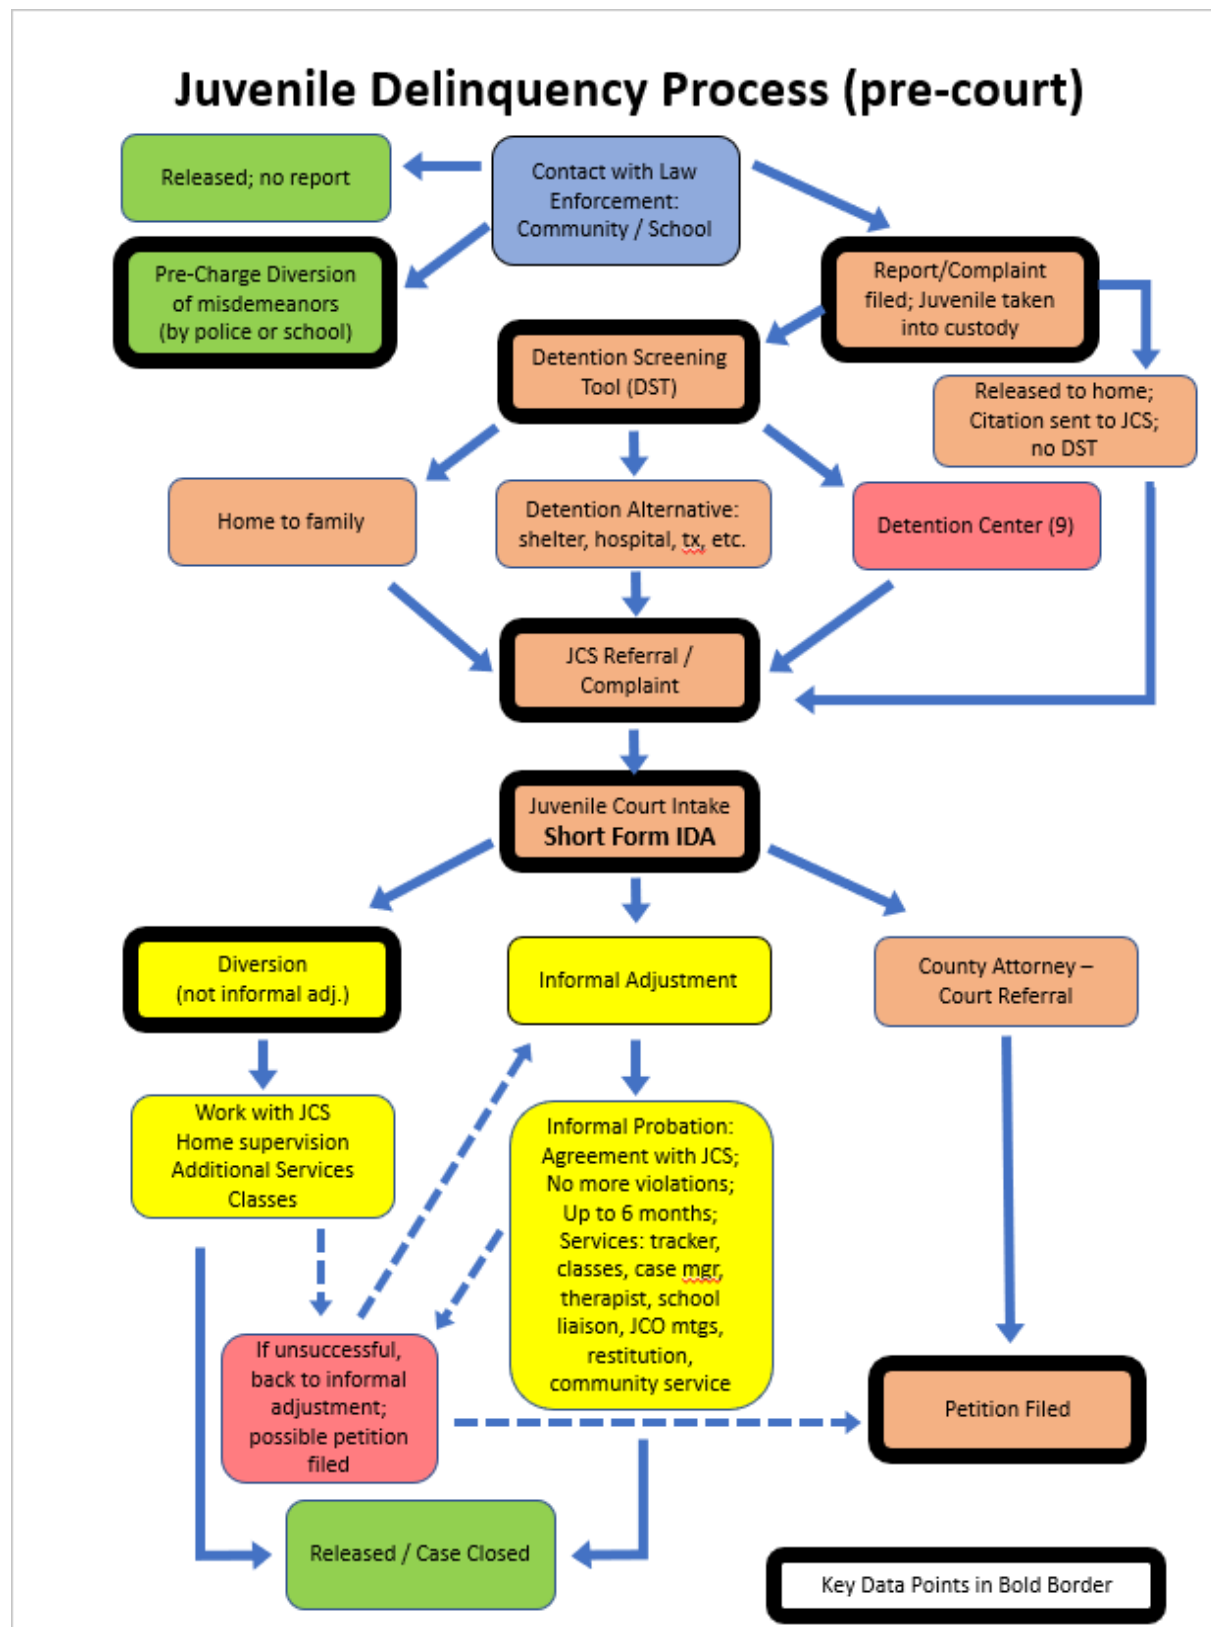 Juvenile Delinquency Process (pre-court)
Released; no report
Contact with Law
Enforcement:
Community / School
Pre-Charge Diversion
of misdemeanors
(by police or school)
Report/Complaint
filed; Juvenile taken
into custody
Detention Screening
Tool (DST)
Released to home;
Citation sent to JCS;
no DST
Home to family
Detention Alternative:
shelter, hospital, tx, etc.
Detention Center (9)
JCS Referral /
Complaint
Juvenile Court Intake
Short Form IDA
Diversion
(not informal adj.)
Informal Adjustment
County Attorney –
Court Referral
Work with JCS
Home supervision
Additional Services
Classes
Informal Probation:
Agreement with JCS;
No more violations;
Up to 6 months;
Services: tracker,
classes, case mgr,
therapist, school
liaison, JCO mtgs,
restitution,
community service
If unsuccessful,
back to informal
adjustment;
possible petition
filed
Petition Filed
Released / Case Closed
Key Data Points in Bold Border